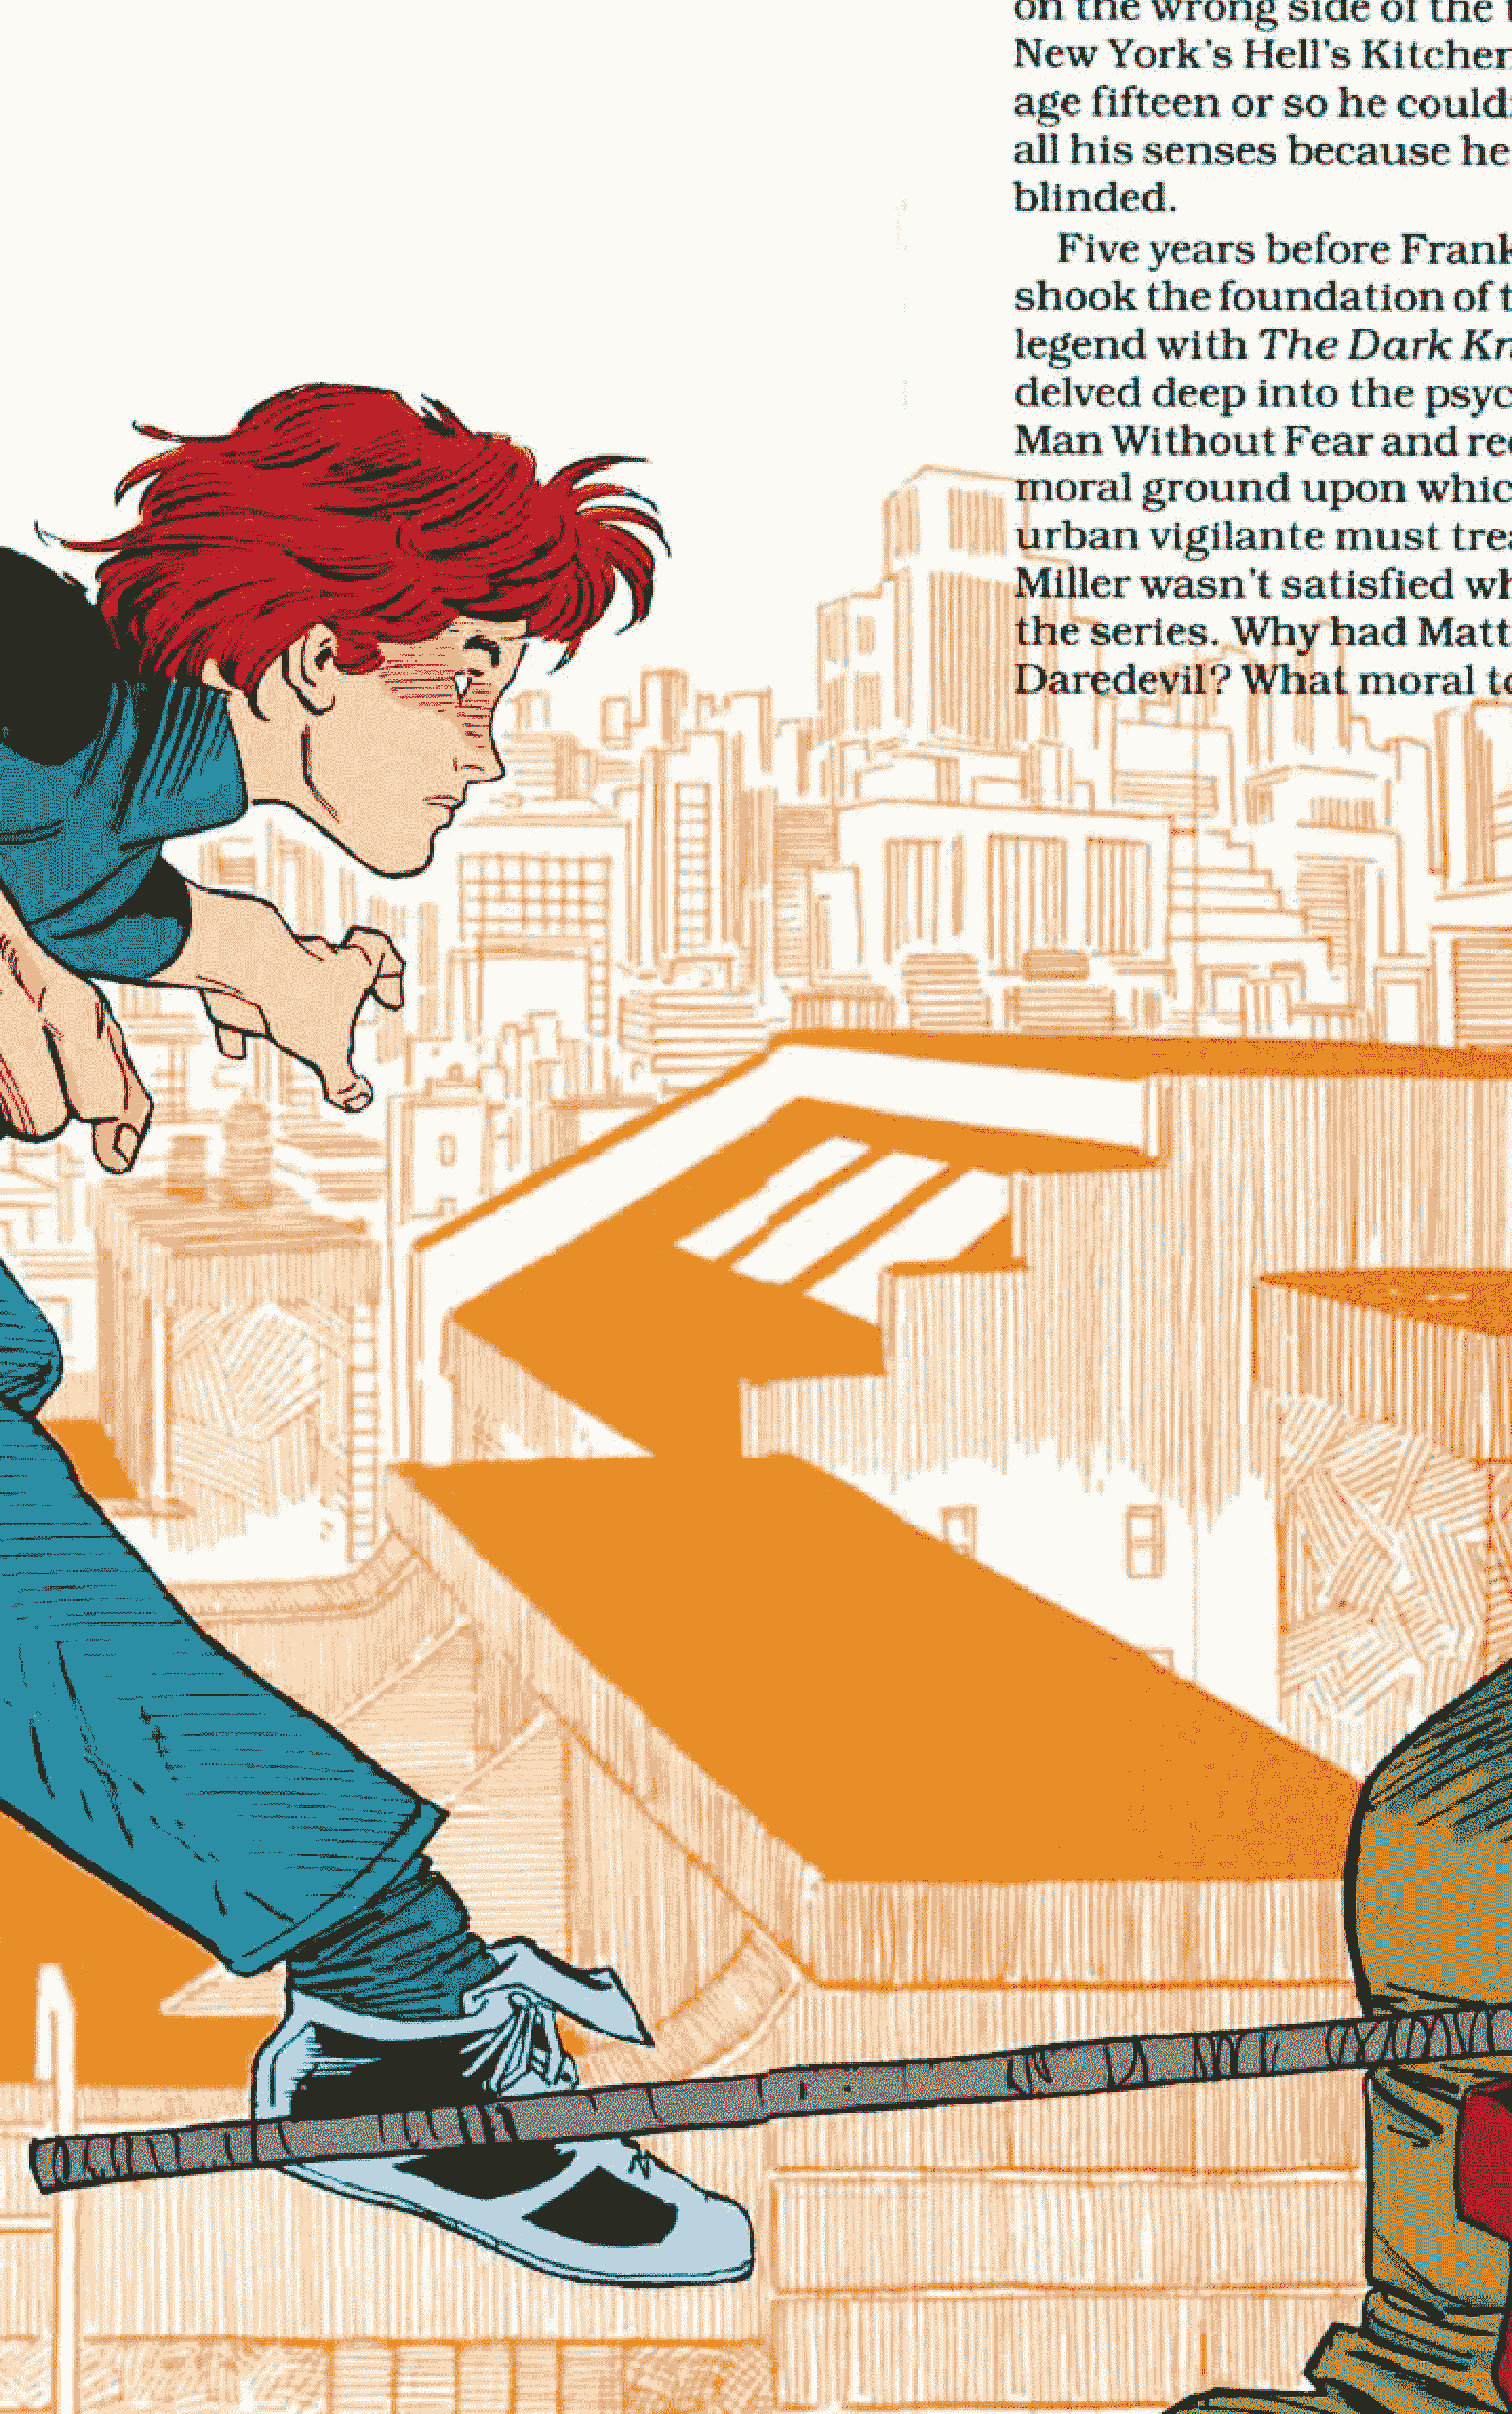 on the wrong side of the
New York's Hell's Kitchen
age fifteen or so he could
all his senses because he
blinded.
Five years before Frank
shook the foundation of
legend with The Dark
delved deep into the
Man Without Fear and
moral ground upon
urban vigilante must
Miller wasn't satisfied
the series. Why had Matt
Daredevil? What moral